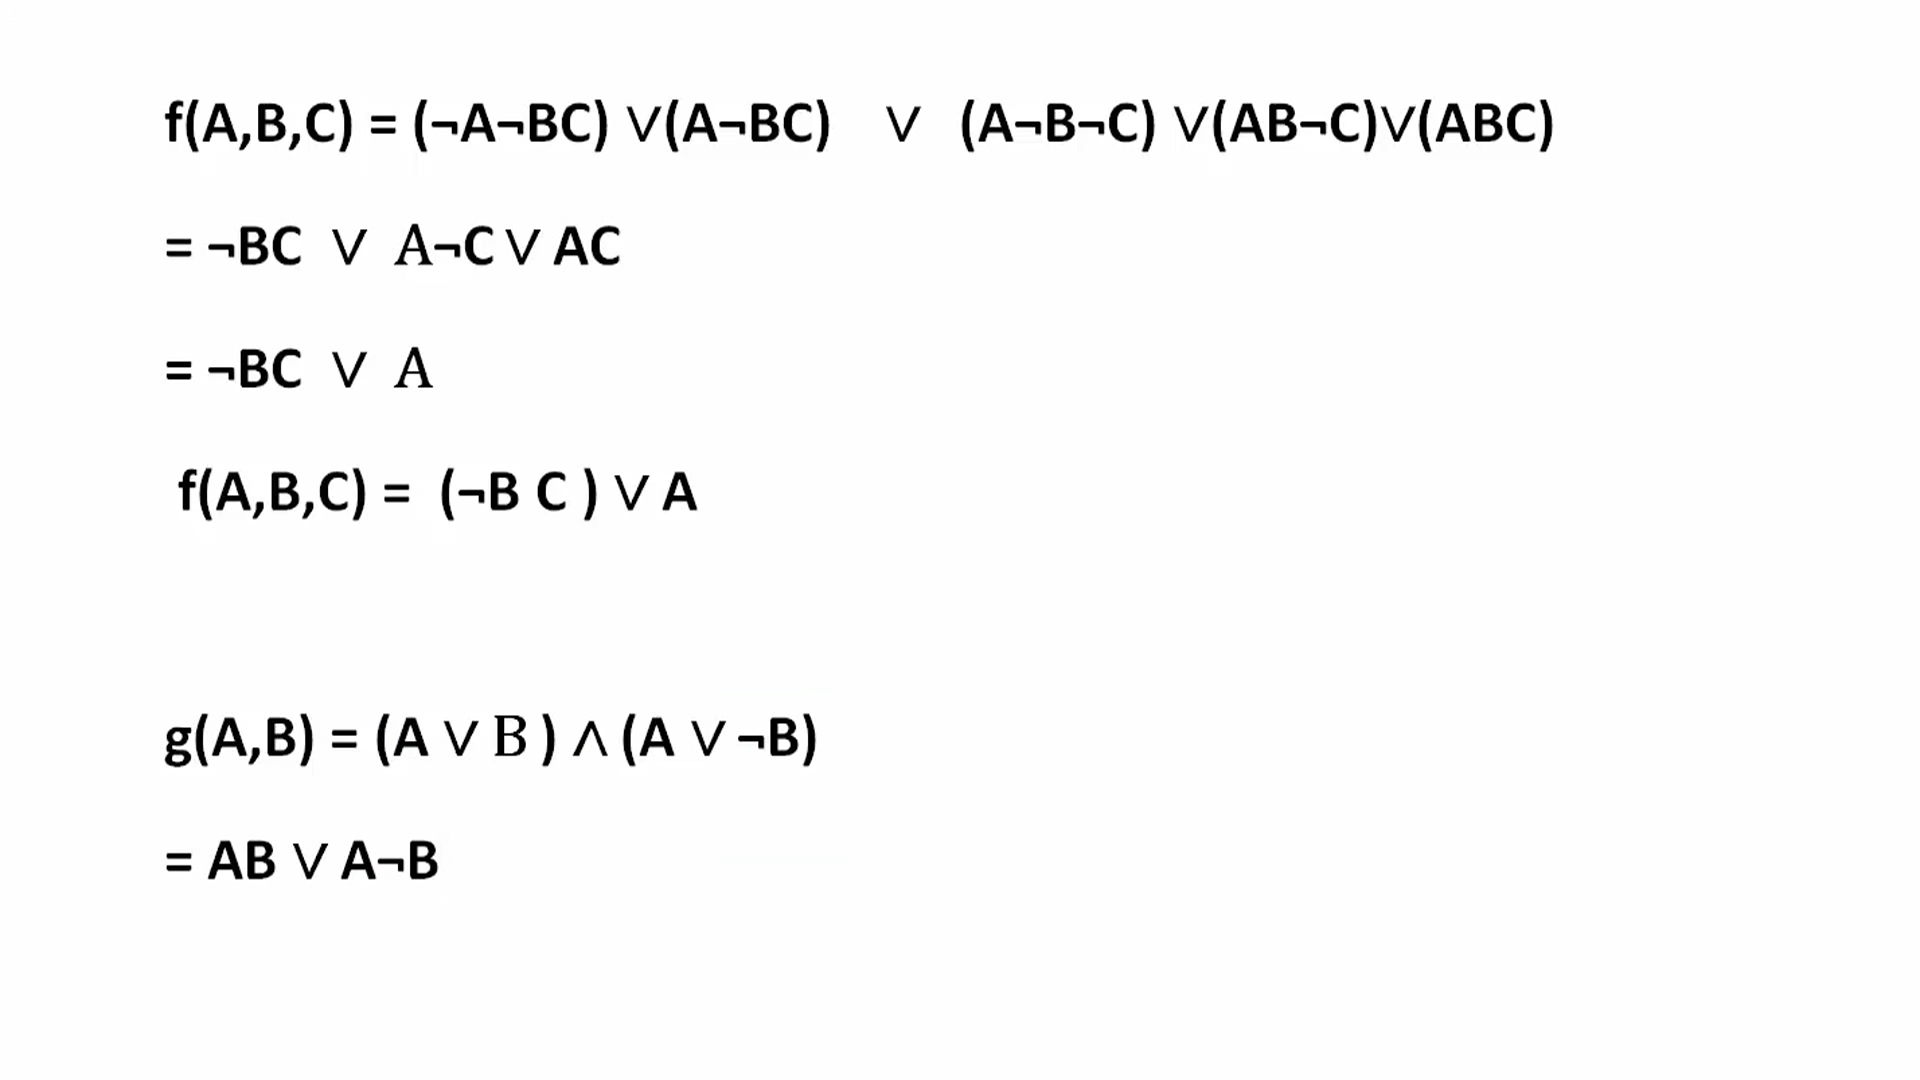 f(A,B,C) = (¬A¬BC) ∨(A¬BC) ∨ (A¬B¬C) ∨(AB¬C)∨(ABC)
= ¬BC ∨ A¬C ∨ AC
= ¬BC ∨ A
f(A,B,C) = (¬B C ) ∨ A
g(A,B) = (A ∨ B ) ∧ (A ∨ ¬B)
= AB ∨ A¬B